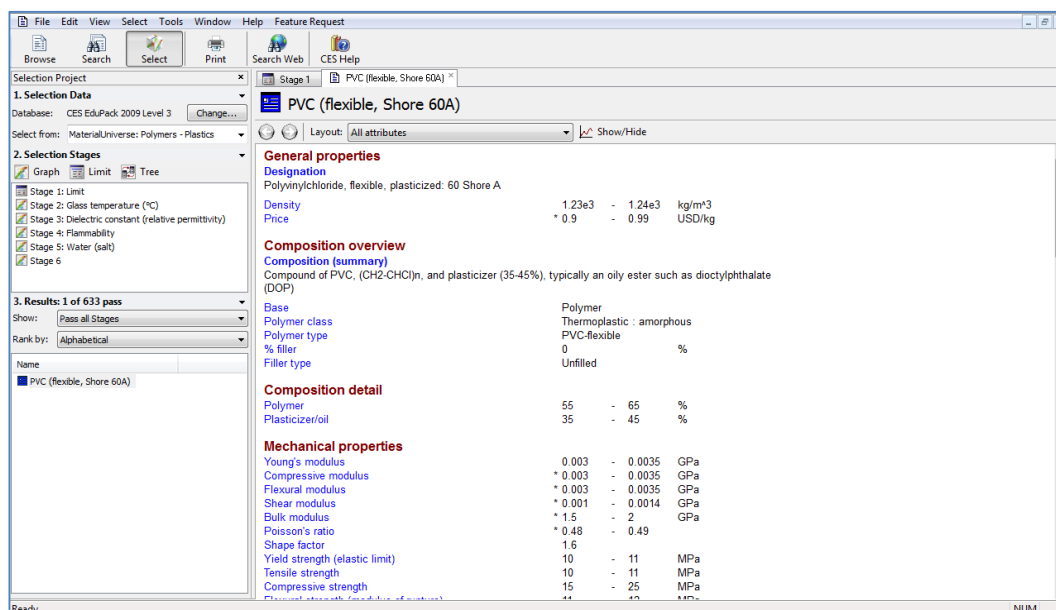 File Edit View Select Tools Window Help Feature Request
Browse Search Select Print Search Web CES Help
Selection Project
1. Selection Data
Database: CES EduPack 2009 Level 3 Change...
Select from: MaterialUniverse: Polymers - Plastics
2. Selection Stages
Graph Limit Tree
Stage 1: Limit
Stage 2: Glass temperature (°C)
Stage 3: Dielectric constant (relative permittivity)
Stage 4: Flammability
Stage 5: Water (salt)
Stage 6
3. Results: 1 of 633 pass
Show: Pass all Stages
Rank by: Alphabetical
Name
PVC (flexible, Shore 60A)
Stage 1 PVC (flexible, Shore 60A)
PVC (flexible, Shore 60A)
Layout: All attributes Show/Hide
General properties
Designation
Polyvinylchloride, flexible, plasticized: 60 Shore A
Density 1.23e3 - 1.24e3 kg/m^3
Price * 0.9 - 0.99 USD/kg
Composition overview
Composition (summary)
Compound of PVC, (CH2-CHCl)n, and plasticizer (35-45%), typically an oily ester such as dioctylphthalate
(DOP)
Base Polymer
Polymer class Thermoplastic : amorphous
Polymer type PVC-flexible
% filler 0 %
Filler type Unfilled
Composition detail
Polymer 55 - 65 %
Plasticizer/oil 35 - 45 %
Mechanical properties
Young's modulus 0.003 - 0.0035 GPa
Compressive modulus * 0.003 - 0.0035 GPa
Flexural modulus * 0.003 - 0.0035 GPa
Shear modulus * 0.001 - 0.0014 GPa
Bulk modulus * 1.5 - 2 GPa
Poisson's ratio * 0.48 - 0.49
Shape factor 1.6
Yield strength (elastic limit) 10 - 11 MPa
Tensile strength 10 - 11 MPa
Compressive strength 15 - 25 MPa
Flexural strength (modulus of rupture) 11 - 12 MPa
Ready NUM